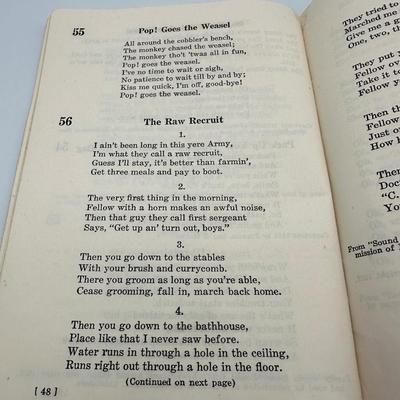 55 Pop! Goes the Weasel
All around the cobbler's bench,
The monkey chased the weasel;
The monkey tho't 'twas all in fun,
Pop! goes the weasel.
I've no time to wait or sigh,
No patience to wait till by and by;
Kiss me quick, I'm off, good-bye!
Pop! goes the weasel.
56 The Raw Recruit
1.
I ain't been long in this yere Army,
I'm what they call a raw recruit,
Guess I'll stay, it's better than farmin',
Get three meals and pay to boot.
2.
The very first thing in the morning,
Fellow with a horn makes an awful noise,
Then that guy they call first sergeant
Says, "Get up an' turn out, boys."
3.
Then you go down to the stables
With your brush and currycomb.
There you groom as long as you're able,
Cease grooming, fall in, march back home.
4.
Then you go down to the bathhouse,
Place like that I never saw before.
Water runs in through a hole in the ceiling,
Runs right out through a hole in the floor.
(Continued on next page)
[ 48 ]
They tried to
Marched me
Give me a g
One, two, th
They put y
Fellow ov
Take it to
Fellow y
Then th
Fellow
Just or
How h
Then
Doc
"C.
Yo
From "Sound
mission of